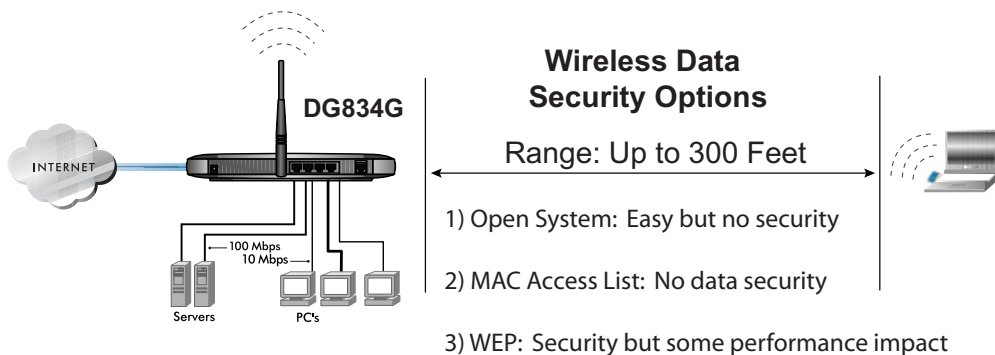 Wireless Data
Security Options
DG834G
INTERNET
Range: Up to 300 Feet
1) Open System: Easy but no security
100 Mbps
10 Mbps
2) MAC Access List: No data security
Servers
PC's
3) WEP: Security but some performance impact